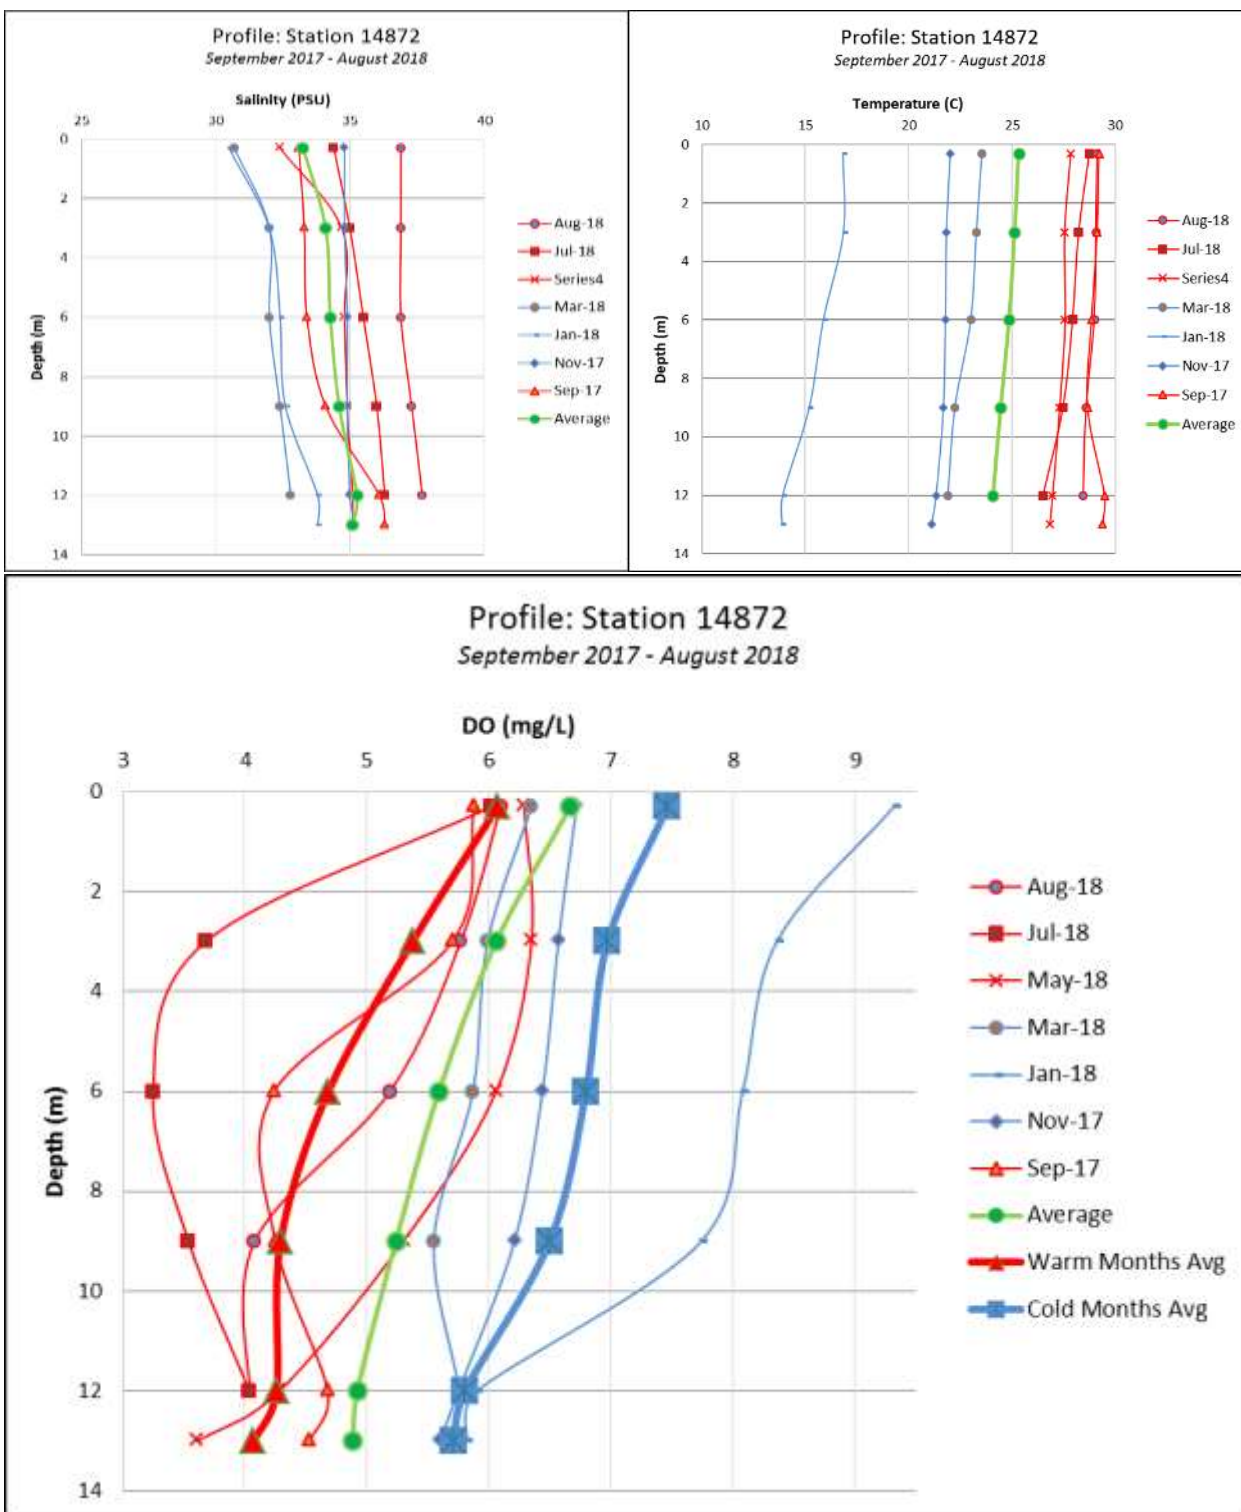 Profile: Station 14872
September 2017 - August 2018
Salinity (PSU)
25 30 35 40
0
2
4
6
8
10
12
14
Depth (m)
Aug-18
Jul-18
Series4
Mar-18
Jan-18
Nov-17
Sep-17
Average
Profile: Station 14872
September 2017 - August 2018
Temperature (C)
10 15 20 25 30
0
2
4
6
8
10
12
14
Depth (m)
Aug-18
Jul-18
Series4
Mar-18
Jan-18
Nov-17
Sep-17
Average
Profile: Station 14872
September 2017 - August 2018
DO (mg/L)
3 4 5 6 7 8 9
0
2
4
6
8
10
12
14
Depth (m)
Aug-18
Jul-18
May-18
Mar-18
Jan-18
Nov-17
Sep-17
Average
Warm Months Avg
Cold Months Avg